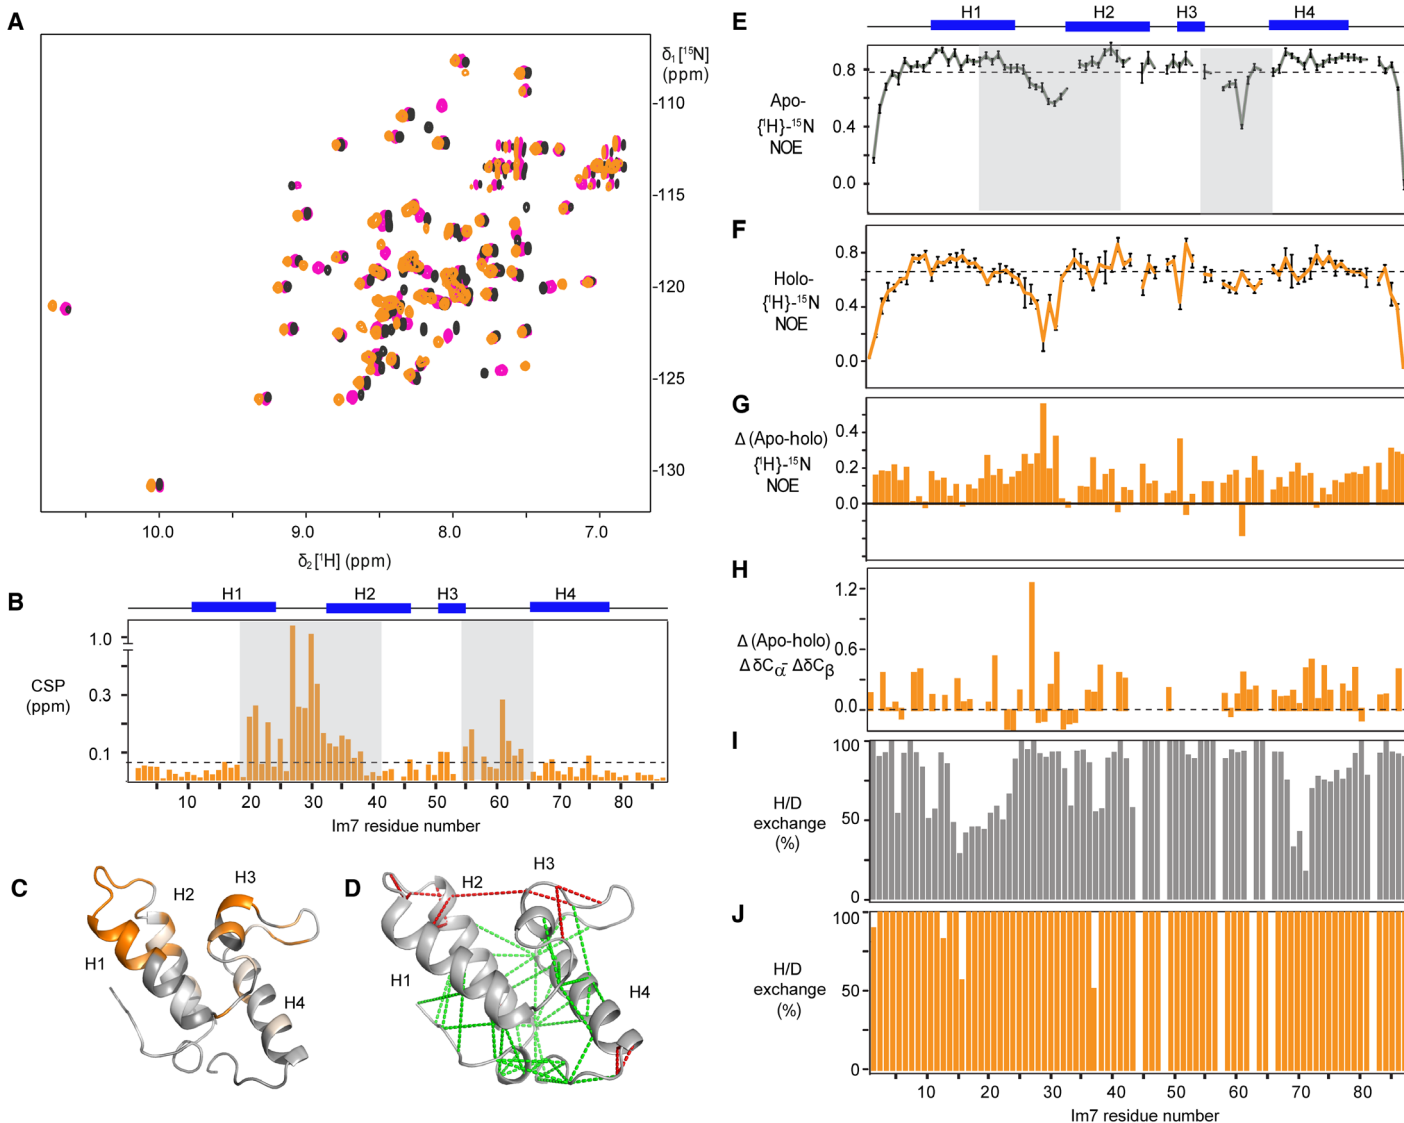 A
δ1 [15N]
(ppm)
-110
-115
-120
-125
-130
10.0 9.0 8.0 7.0
δ2 [1H] (ppm)
B
H1 H2 H3 H4
1.0
0.3
0.1
CSP
(ppm)
10 20 30 40 50 60 70 80
Im7 residue number
C
H1
H2
H3
H4
D
H1
H2
H3
H4
E
H1 H2 H3 H4
Apo-
{1H}-15N
NOE
0.8
0.4
0.0
F
Holo-
{1H}-15N
NOE
0.8
0.4
0.0
G
Δ (Apo-holo)
{1H}-15N
NOE
0.4
0.2
0.0
H
Δ (Apo-holo)
Δ δCα- ΔδCβ
1.2
0.6
0.0
I
H/D
exchange
(%)
100
50
0
J
H/D
exchange
(%)
100
50
0
10 20 30 40 50 60 70 80
Im7 residue number